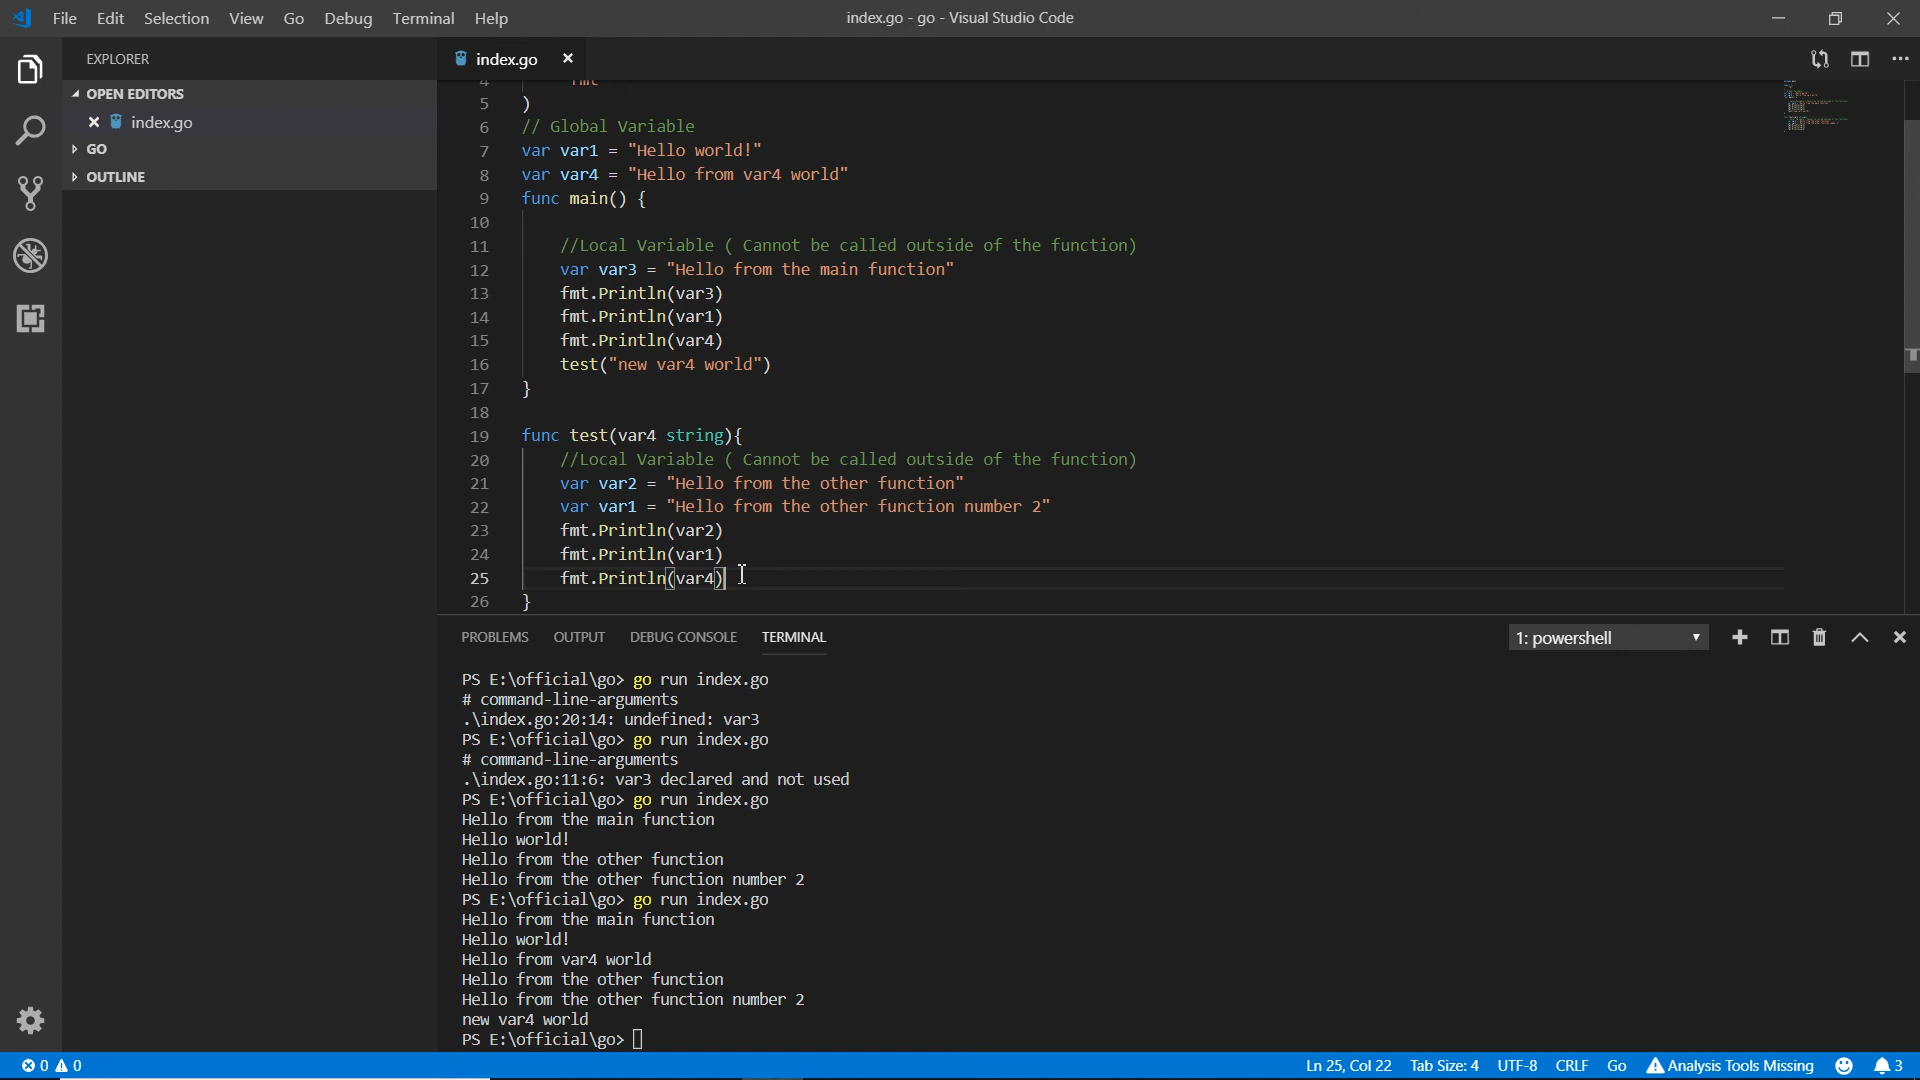 File Edit Selection View Go Debug Terminal Help
index.go - go - Visual Studio Code
EXPLORER
OPEN EDITORS
index.go
GO
OUTLINE
index.go
5 )
6 // Global Variable
7 var var1 = "Hello world!"
8 var var4 = "Hello from var4 world"
9 func main() {
10
11 //Local Variable ( Cannot be called outside of the function)
12 var var3 = "Hello from the main function"
13 fmt.Println(var3)
14 fmt.Println(var1)
15 fmt.Println(var4)
16 test("new var4 world")
17 }
18
19 func test(var4 string){
20 //Local Variable ( Cannot be called outside of the function)
21 var var2 = "Hello from the other function"
22 var var1 = "Hello from the other function number 2"
23 fmt.Println(var2)
24 fmt.Println(var1)
25 fmt.Println(var4)
26 }
PROBLEMS OUTPUT DEBUG CONSOLE TERMINAL
1: powershell
PS E:\official\go> go run index.go
# command-line-arguments
.\index.go:20:14: undefined: var3
PS E:\official\go> go run index.go
# command-line-arguments
.\index.go:11:6: var3 declared and not used
PS E:\official\go> go run index.go
Hello from the main function
Hello world!
Hello from the other function
Hello from the other function number 2
PS E:\official\go> go run index.go
Hello from the main function
Hello world!
Hello from var4 world
Hello from the other function
Hello from the other function number 2
new var4 world
PS E:\official\go>
0 0 Ln 25, Col 22 Tab Size: 4 UTF-8 CRLF Go Analysis Tools Missing 3